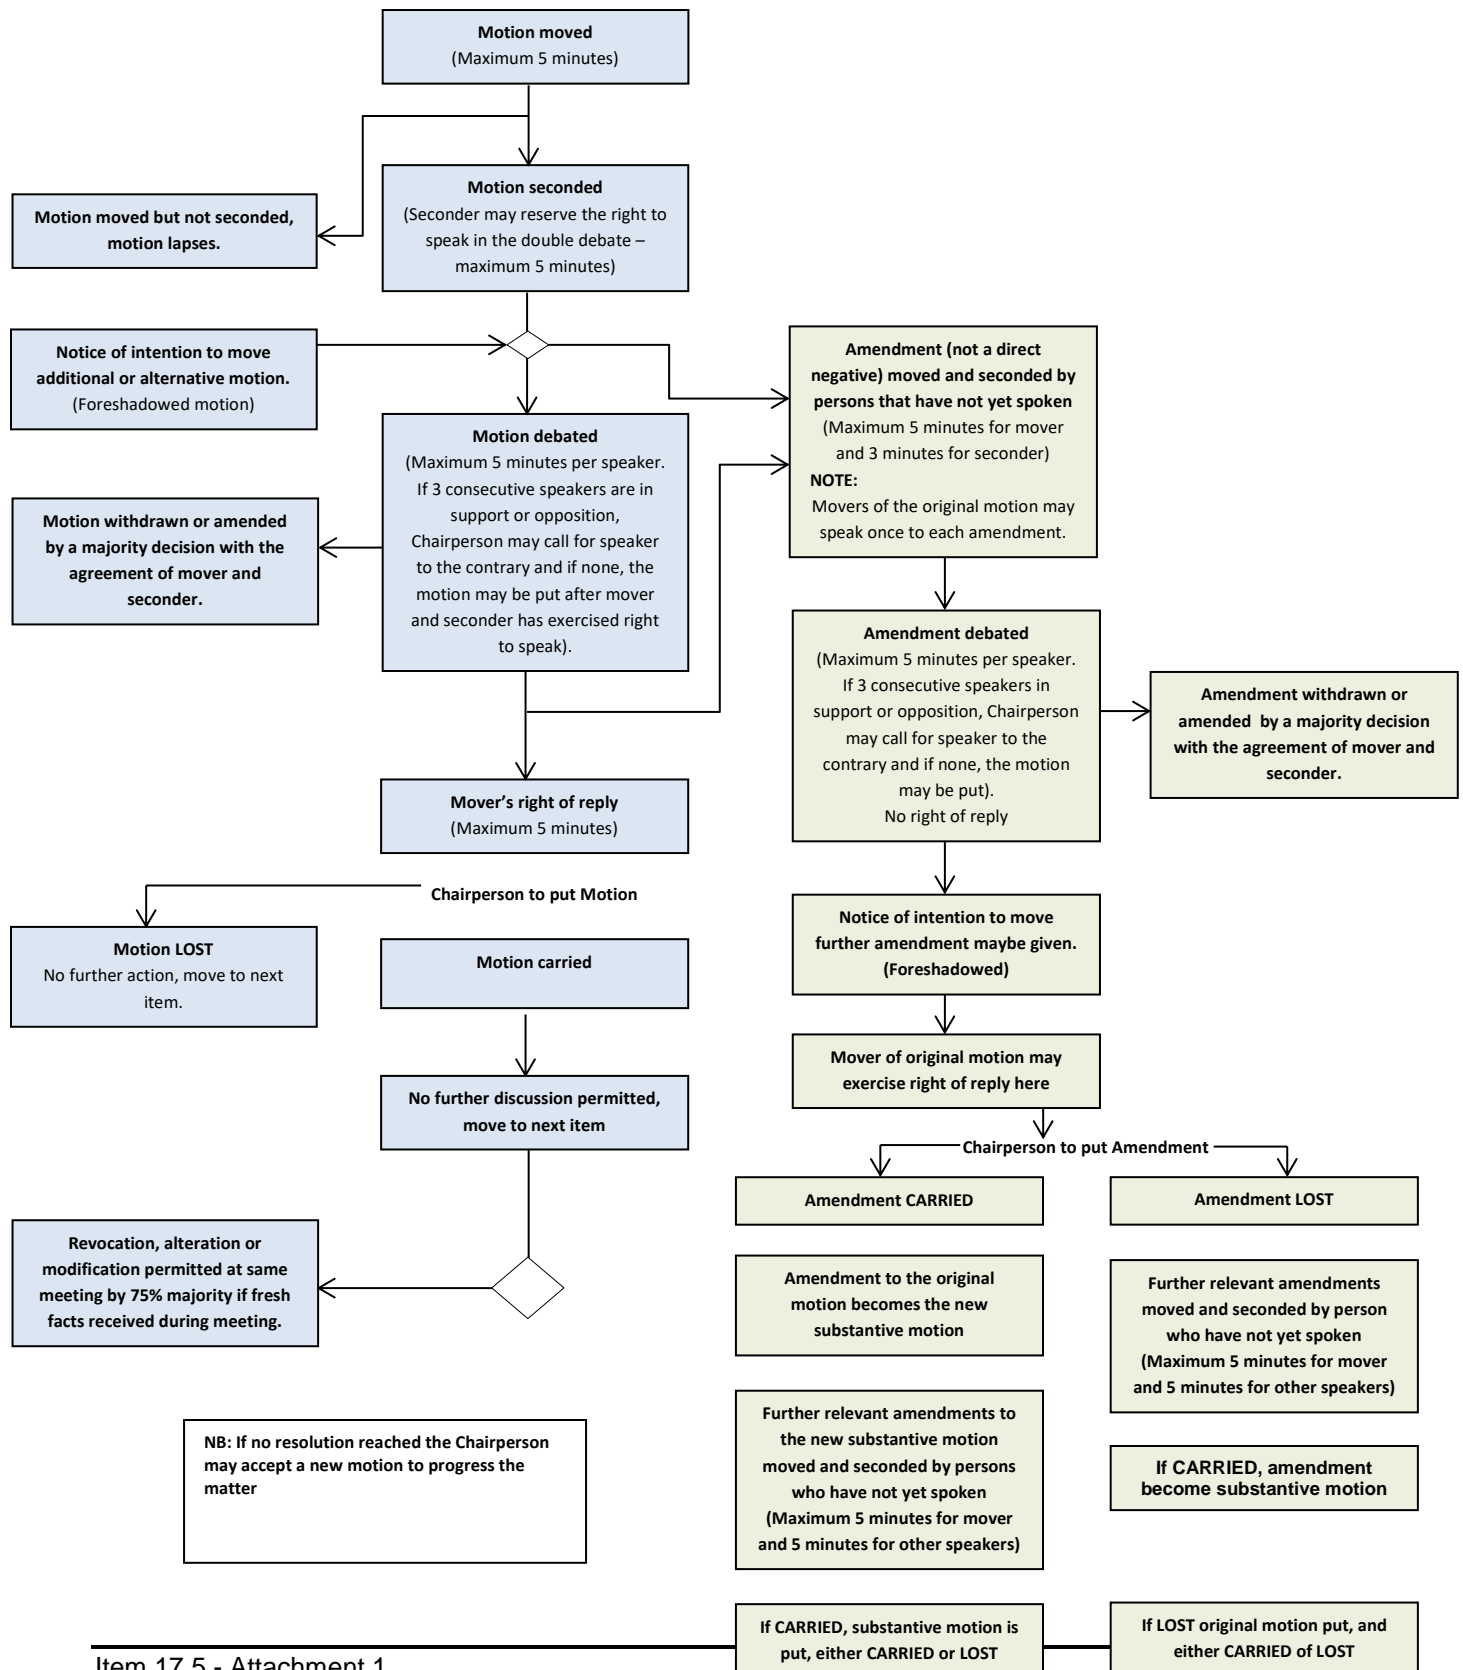 Motion moved
(Maximum 5 minutes)
Motion seconded
(Seconder may reserve the right to
speak in the double debate –
maximum 5 minutes)
Motion moved but not seconded,
motion lapses.
Notice of intention to move
additional or alternative motion.
(Foreshadowed motion)
Motion debated
(Maximum 5 minutes per speaker.
If 3 consecutive speakers are in
support or opposition,
Chairperson may call for speaker
to the contrary and if none, the
motion may be put after mover
and seconder has exercised right
to speak).
Motion withdrawn or amended
by a majority decision with the
agreement of mover and
seconder.
Mover’s right of reply
(Maximum 5 minutes)
Chairperson to put Motion
Motion LOST
No further action, move to next
item.
Motion carried
No further discussion permitted,
move to next item
Revocation, alteration or
modification permitted at same
meeting by 75% majority if fresh
facts received during meeting.
NB: If no resolution reached the Chairperson
may accept a new motion to progress the
matter
Amendment (not a direct
negative) moved and seconded by
persons that have not yet spoken
(Maximum 5 minutes for mover
and 3 minutes for seconder)
NOTE:
Movers of the original motion may
speak once to each amendment.
Amendment debated
(Maximum 5 minutes per speaker.
If 3 consecutive speakers in
support or opposition, Chairperson
may call for speaker to the
contrary and if none, the motion
may be put).
No right of reply
Amendment withdrawn or
amended by a majority decision
with the agreement of mover and
seconder.
Notice of intention to move
further amendment maybe given.
(Foreshadowed)
Mover of original motion may
exercise right of reply here
Chairperson to put Amendment
Amendment CARRIED
Amendment to the original
motion becomes the new
substantive motion
Further relevant amendments to
the new substantive motion
moved and seconded by persons
who have not yet spoken
(Maximum 5 minutes for mover
and 5 minutes for other speakers)
If CARRIED, substantive motion is
put, either CARRIED or LOST
Amendment LOST
Further relevant amendments
moved and seconded by person
who have not yet spoken
(Maximum 5 minutes for mover
and 5 minutes for other speakers)
If CARRIED, amendment
become substantive motion
If LOST original motion put, and
either CARRIED of LOST
Item 17.5 - Attachment 1